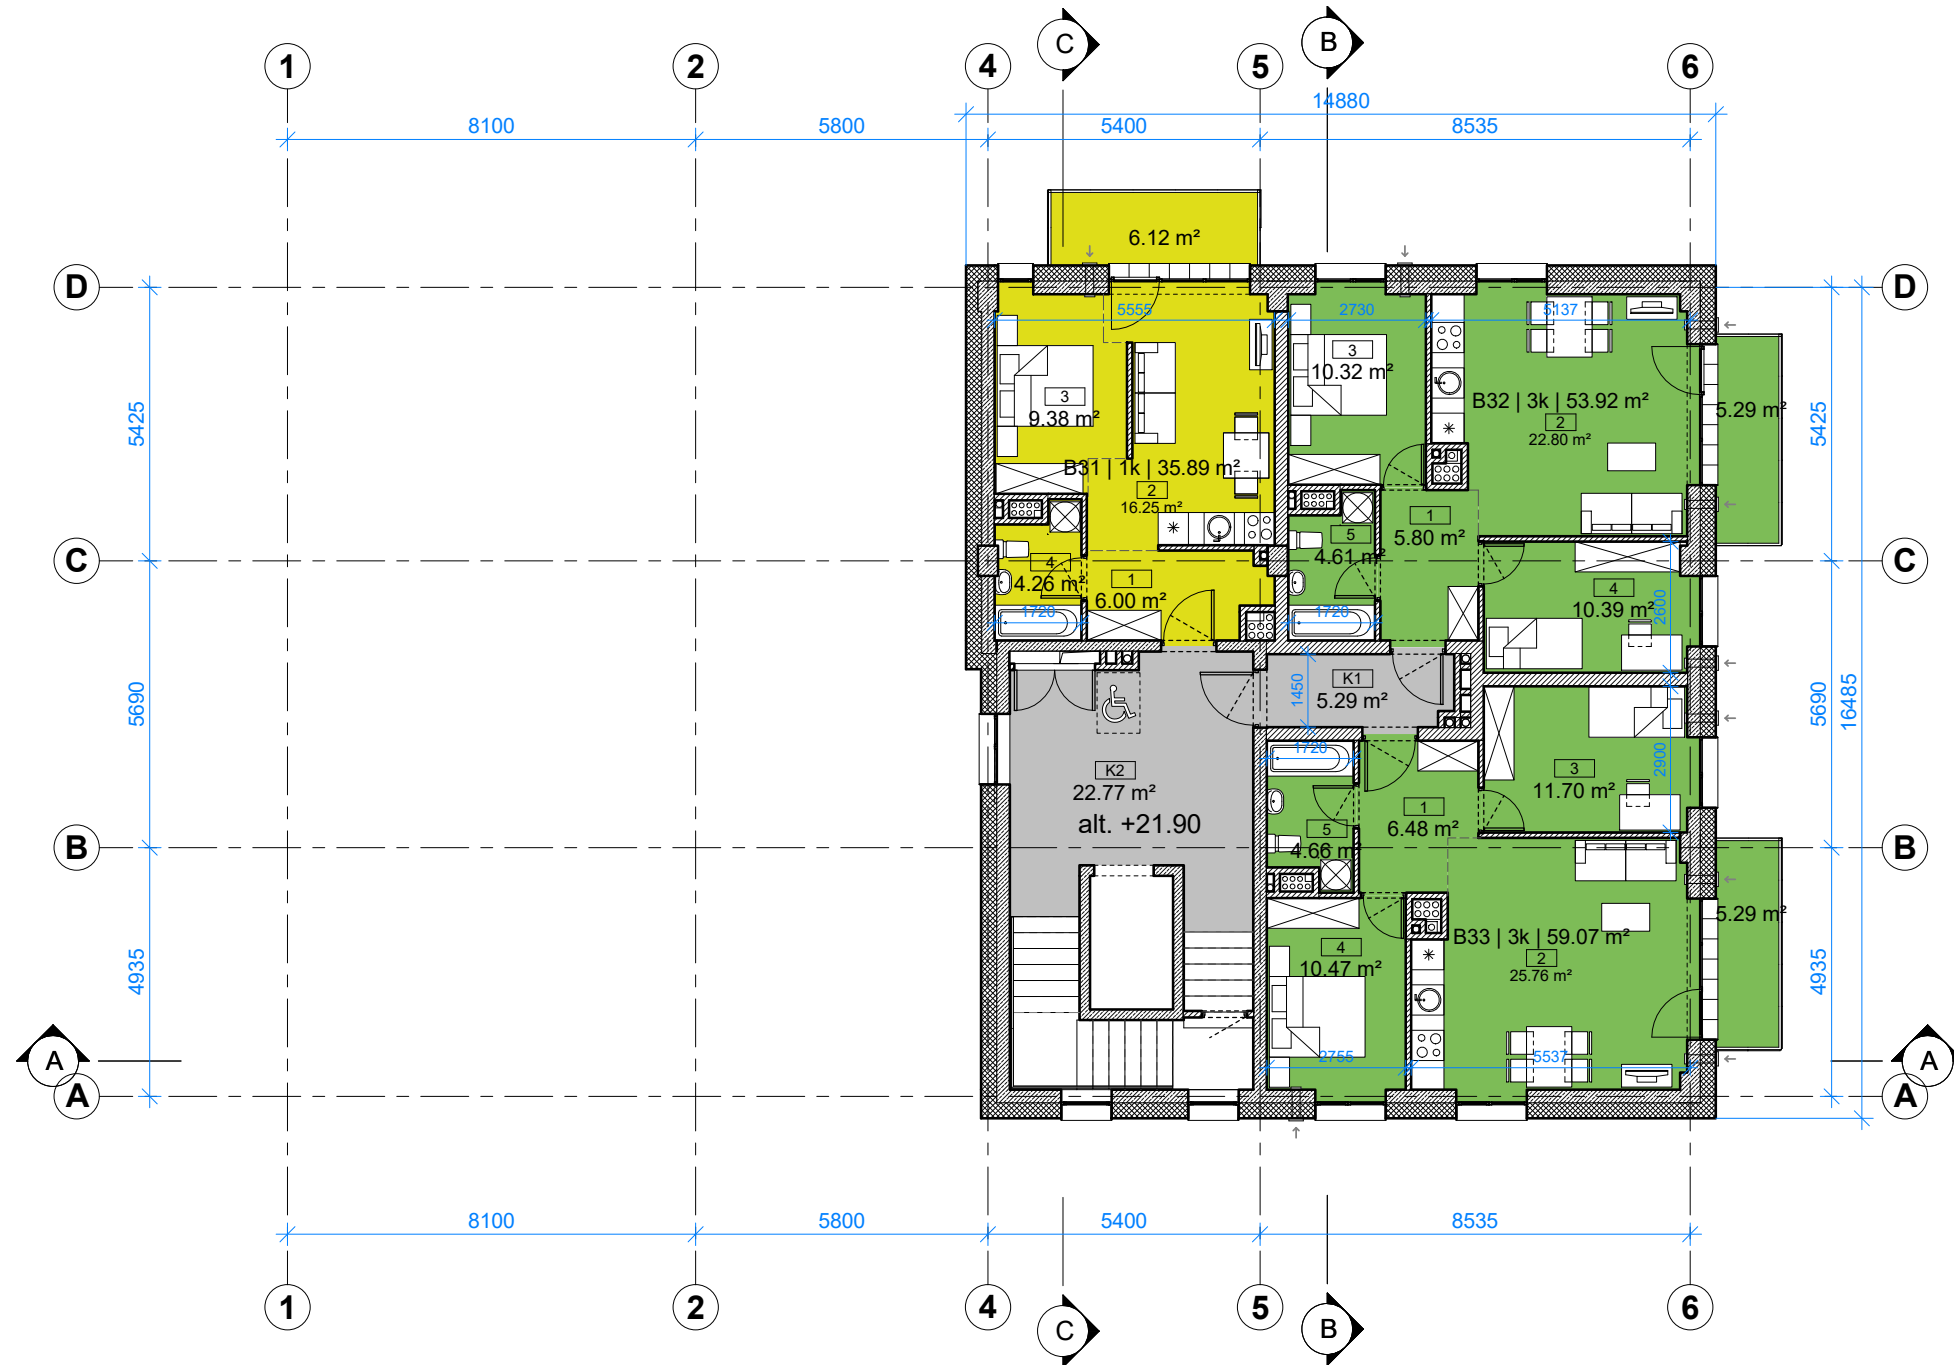 C
B
1
2
4
5
6
14880
8100
5800
5400
8535
6.12 m²
D
D
5555
2730
5137
3
9.38 m²
3
10.32 m²
B32 | 3k | 53.92 m²
2
22.80 m²
5.29 m²
5425
5425
B31 | 1k | 35.89 m²
2
16.25 m²
1
5.80 m²
5
4.61 m²
C
C
4
4.26 m²
1
6.00 m²
4
10.39 m²
2600
1720
1720
K1
5.29 m²
1450
5690
5690
16485
1720
2900
K2
22.77 m²
alt. +21.90
3
11.70 m²
1
6.48 m²
5
4.66 m²
B
B
5.29 m²
B33 | 3k | 59.07 m²
2
25.76 m²
4
10.47 m²
4935
4935
A
A
2755
5537
A
A
8100
5800
5400
8535
1
2
4
5
6
C
B